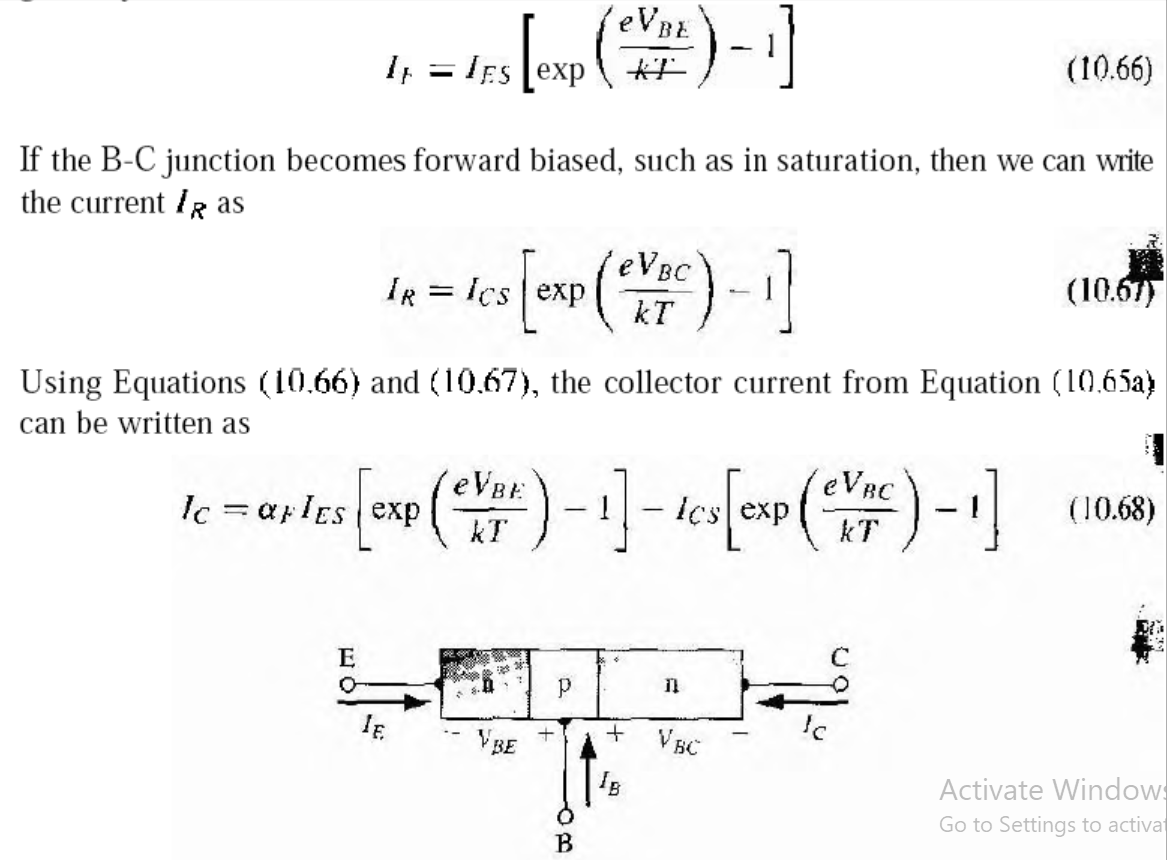 I_F = I_ES [exp (eV_BE / kT) − 1] (10.66)
If the B-C junction becomes forward biased, such as in saturation, then we can write
the current I_R as
I_R = I_CS [exp (eV_BC / kT) − 1] (10.67)
Using Equations (10.66) and (10.67), the collector current from Equation (10.65a)
can be written as
I_C = α_F I_ES [exp (eV_BE / kT) − 1] − I_CS [exp (eV_BC / kT) − 1] (10.68)
E C
n p n
I_E − V_BE + + V_BC − I_C
I_B
B
Activate Windows
Go to Settings to activat